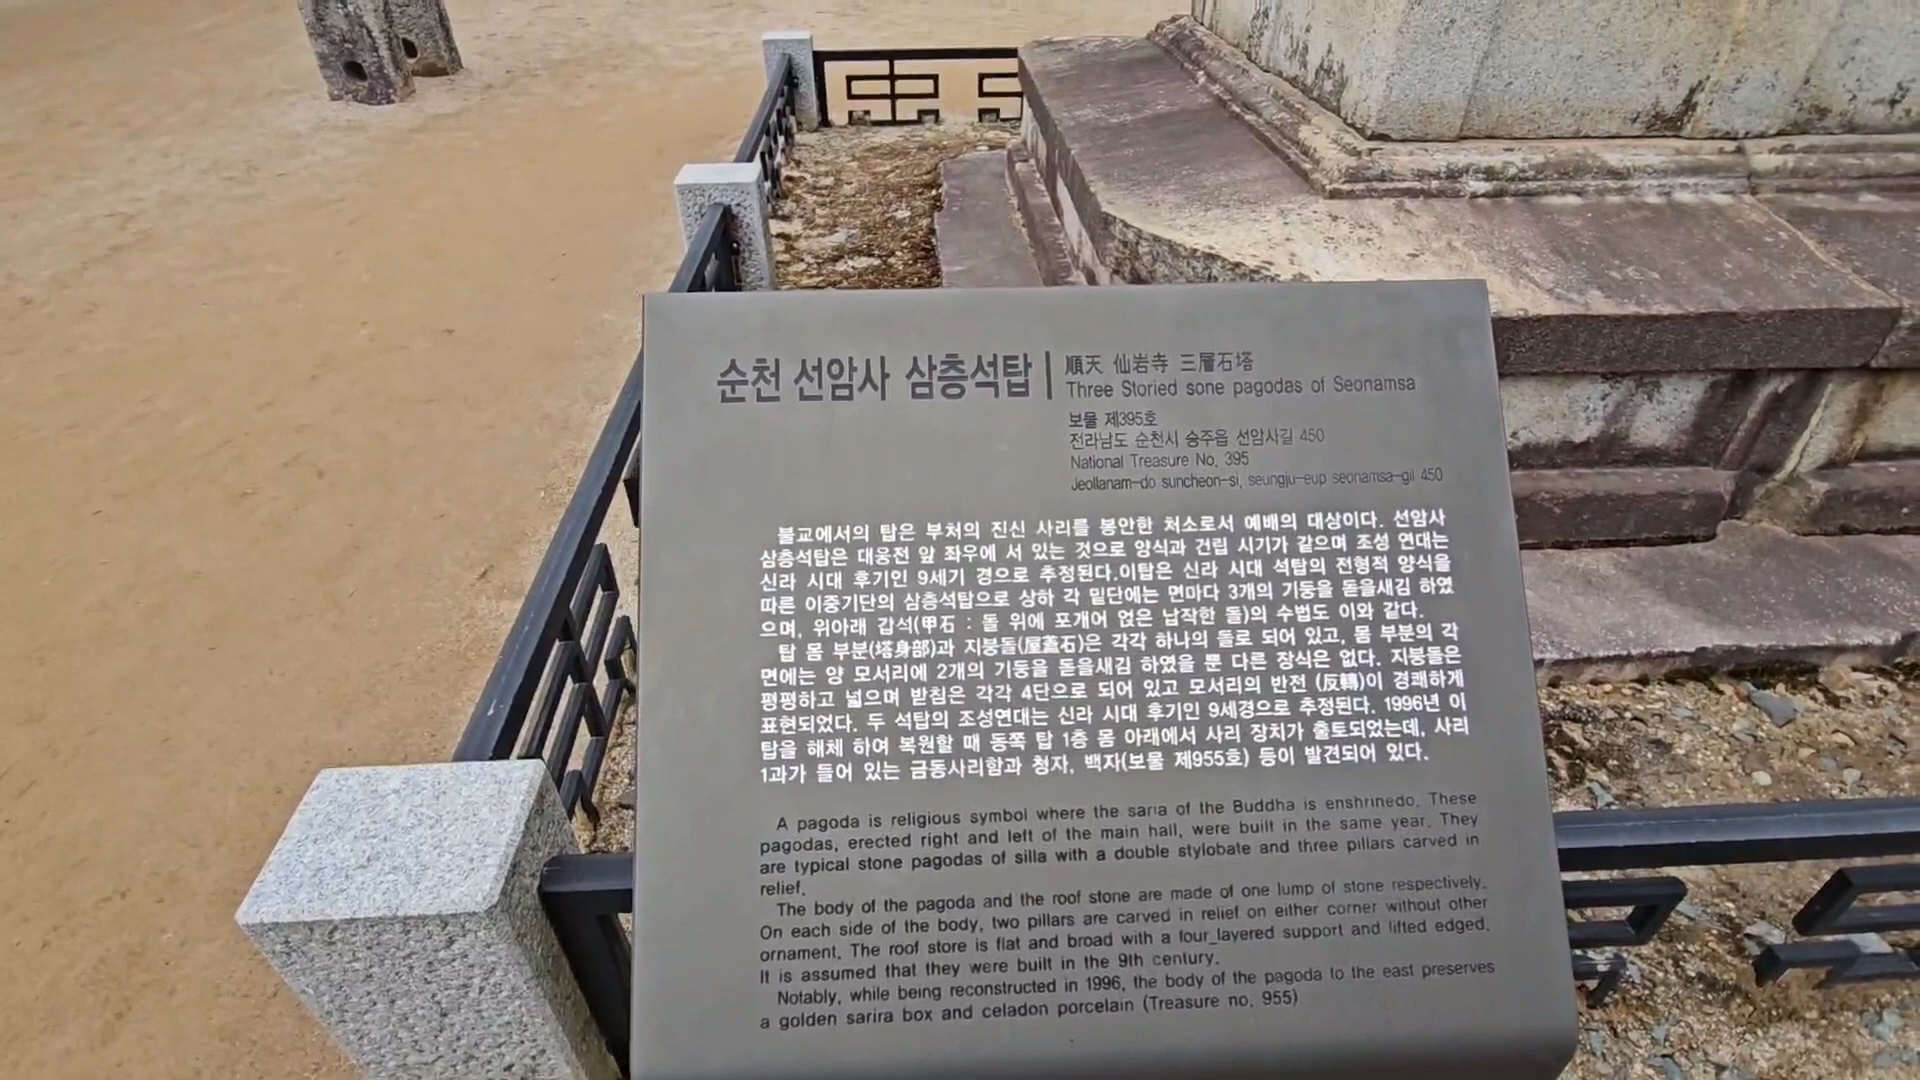 순천 선암사 삼층석탑
順天 仙岩寺 三層石塔
Three Storied sone pagodas of Seonamsa
보물 제395호
전라남도 순천시 승주읍 선암사길 450
National Treasure No. 395
Jeollanam-do suncheon-si, seungju-eup seonamsa-gil 450
불교에서의 탑은 부처의 진신 사리를 봉안한 처소로서 예배의 대상이다. 선암사
삼층석탑은 대웅전 앞 좌우에 서 있는 것으로 양식과 건립 시기가 같으며 조성 연대는
신라 시대 후기인 9세기 경으로 추정된다.이탑은 신라 시대 석탑의 전형적 양식을
따른 이중기단의 삼층석탑으로 상하 각 밑단에는 면마다 3개의 기둥을 돋을새김 하였
으며, 위아래 갑석(甲石 : 돌 위에 포개어 얹은 납작한 돌)의 수법도 이와 같다.
탑 몸 부분(塔身部)과 지붕돌(屋蓋石)은 각각 하나의 돌로 되어 있고, 몸 부분의 각
면에는 양 모서리에 2개의 기둥을 돋을새김 하였을 뿐 다른 장식은 없다. 지붕돌은
평평하고 넓으며 받침은 각각 4단으로 되어 있고 모서리의 반전 (反轉)이 경쾌하게
표현되었다. 두 석탑의 조성연대는 신라 시대 후기인 9세경으로 추정된다. 1996년 이
탑을 해체 하여 복원할 때 동쪽 탑 1층 몸 아래에서 사리 장치가 출토되었는데, 사리
1과가 들어 있는 금동사리함과 청자, 백자(보물 제955호) 등이 발견되어 있다.
A pagoda is religious symbol where the saria of the Buddha is enshrinedo. These
pagodas, erected right and left of the main hall, were built in the same year. They
are typical stone pagodas of silla with a double stylobate and three pillars carved in
relief.
The body of the pagoda and the roof stone are made of one lump of stone respectively.
On each side of the body, two pillars are carved in relief on either corner without other
ornament. The roof store is flat and broad with a four_layered support and lifted edged.
It is assumed that they were built in the 9th century.
Notably, while being reconstructed in 1996, the body of the pagoda to the east preserves
a golden sarira box and celadon porcelain (Treasure no. 955)